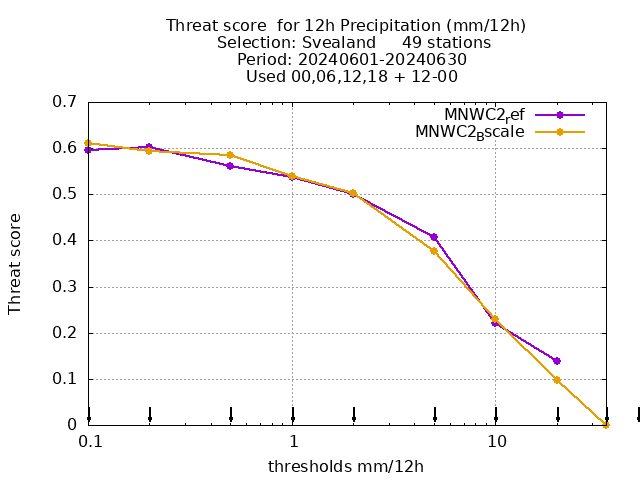 Threat score  for 12h Precipitation (mm/12h)
Selection: Svealand     49 stations
Period: 20240601-20240630
Used 00,06,12,18 + 12-00
MNWC2ref
MNWC2Bscale
0.7
0.6
0.5
0.4
0.3
0.2
0.1
0
Threat score
0.1 1 10
thresholds mm/12h